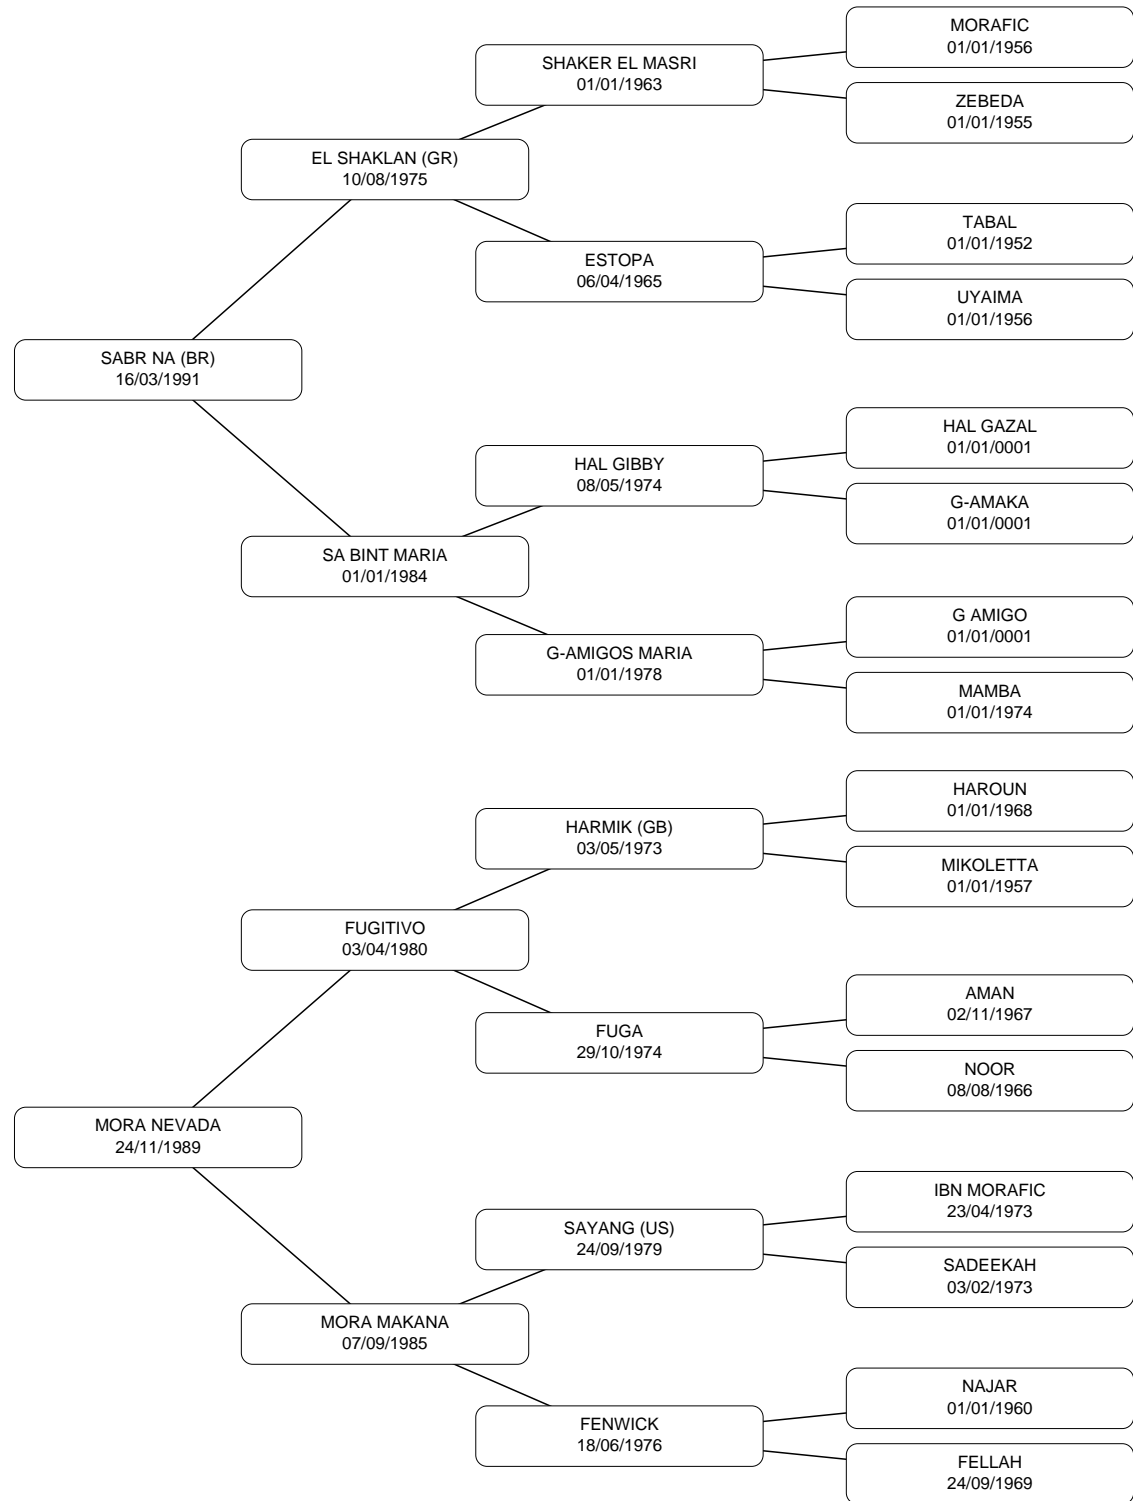 MORAFIC
01/01/1956
SHAKER EL MASRI
01/01/1963
ZEBEDA
01/01/1955
EL SHAKLAN (GR)
10/08/1975
TABAL
01/01/1952
ESTOPA
06/04/1965
UYAIMA
01/01/1956
SABR NA (BR)
16/03/1991
HAL GAZAL
01/01/0001
HAL GIBBY
08/05/1974
G-AMAKA
01/01/0001
SA BINT MARIA
01/01/1984
G AMIGO
01/01/0001
G-AMIGOS MARIA
01/01/1978
MAMBA
01/01/1974
HAROUN
01/01/1968
HARMIK (GB)
03/05/1973
MIKOLETTA
01/01/1957
FUGITIVO
03/04/1980
AMAN
02/11/1967
FUGA
29/10/1974
NOOR
08/08/1966
MORA NEVADA
24/11/1989
IBN MORAFIC
23/04/1973
SAYANG (US)
24/09/1979
SADEEKAH
03/02/1973
MORA MAKANA
07/09/1985
NAJAR
01/01/1960
FENWICK
18/06/1976
FELLAH
24/09/1969